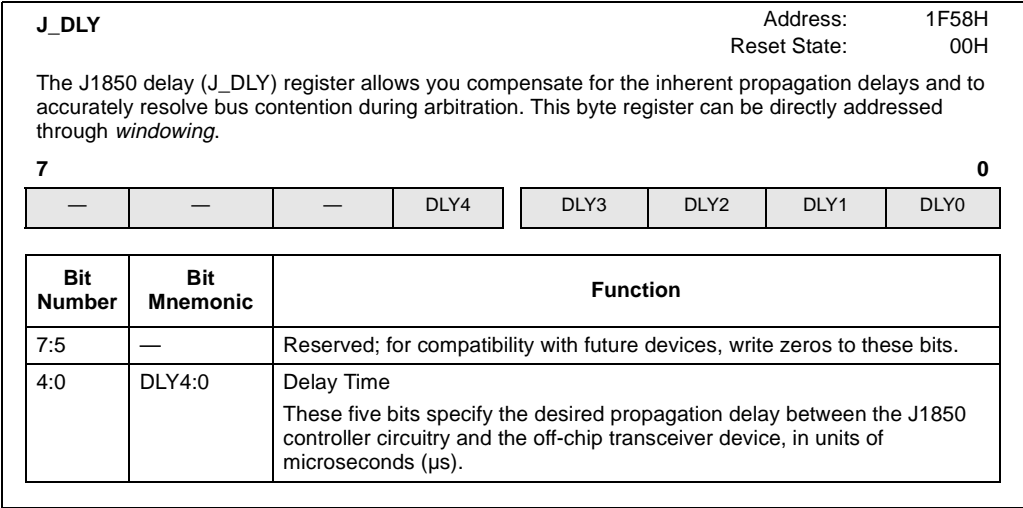 J_DLY
Address: 1F58H
Reset State: 00H
The J1850 delay (J_DLY) register allows you compensate for the inherent propagation delays and to
accurately resolve bus contention during arbitration. This byte register can be directly addressed
through windowing.
7 0
— — — DLY4 DLY3 DLY2 DLY1 DLY0
Bit Number Bit Mnemonic Function
7:5 — Reserved; for compatibility with future devices, write zeros to these bits.
4:0 DLY4:0 Delay Time
These five bits specify the desired propagation delay between the J1850
controller circuitry and the off-chip transceiver device, in units of
microseconds (µs).